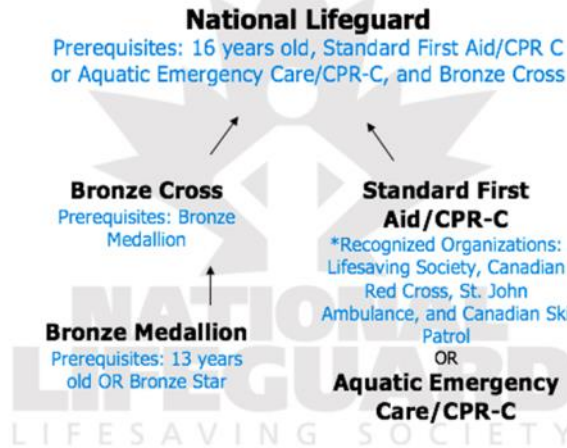 National Lifeguard
Prerequisites: 16 years old, Standard First Aid/CPR C
or Aquatic Emergency Care/CPR-C, and Bronze Cross
Bronze Cross
Prerequisites: Bronze
Medallion
Standard First
Aid/CPR-C
*Recognized Organizations:
Lifesaving Society, Canadian
Red Cross, St. John
Ambulance, and Canadian Ski
Patrol
OR
Aquatic Emergency
Care/CPR-C
Bronze Medallion
Prerequisites: 13 years
old OR Bronze Star
NATIONAL
LIFEGUARD
LIFESAVING SOCIETY